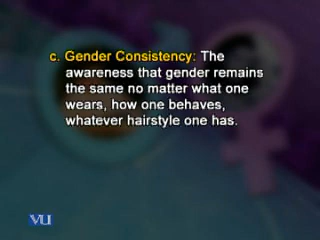 c. Gender Consistency: The
awareness that gender remains
the same no matter what one
wears, how one behaves,
whatever hairstyle one has.
VU